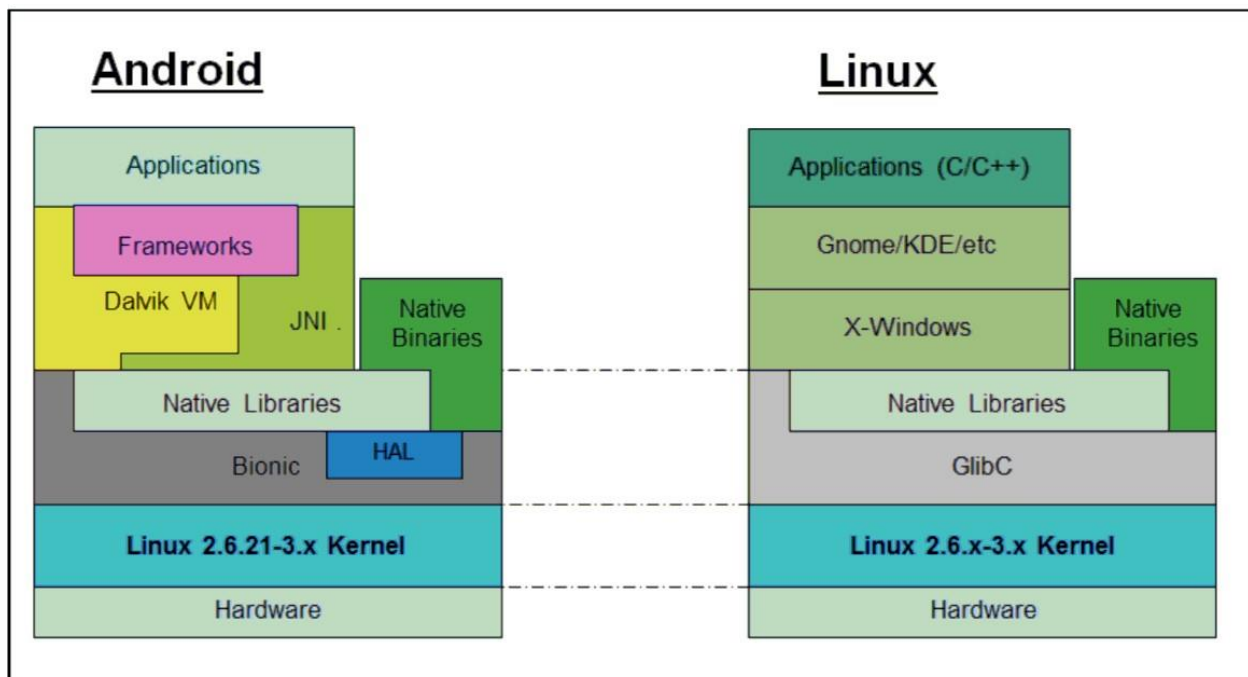 Android
Applications
Frameworks
Dalvik VM
JNI .
Native
Binaries
Native Libraries
HAL
Bionic
Linux 2.6.21-3.x Kernel
Hardware
Linux
Applications (C/C++)
Gnome/KDE/etc
X-Windows
Native
Binaries
Native Libraries
GlibC
Linux 2.6.x-3.x Kernel
Hardware